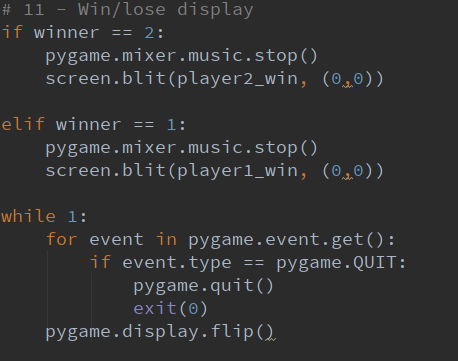 # 11 - Win/lose display
if winner == 2:
    pygame.mixer.music.stop()
    screen.blit(player2_win, (0,0))

elif winner == 1:
    pygame.mixer.music.stop()
    screen.blit(player1_win, (0,0))

while 1:
    for event in pygame.event.get():
        if event.type == pygame.QUIT:
            pygame.quit()
            exit(0)
    pygame.display.flip()